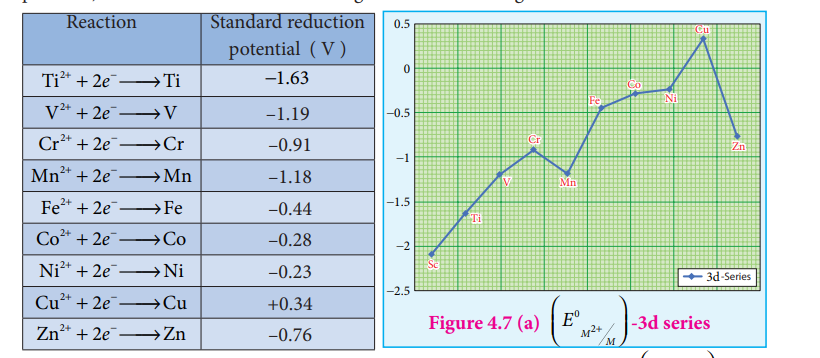 Reaction
Standard reduction
potential ( V )
Ti²⁺ + 2e⁻ ⟶ Ti
−1.63
V²⁺ + 2e⁻ ⟶ V
–1.19
Cr²⁺ + 2e⁻ ⟶ Cr
–0.91
Mn²⁺ + 2e⁻ ⟶ Mn
–1.18
Fe²⁺ + 2e⁻ ⟶ Fe
–0.44
Co²⁺ + 2e⁻ ⟶ Co
–0.28
Ni²⁺ + 2e⁻ ⟶ Ni
–0.23
Cu²⁺ + 2e⁻ ⟶ Cu
+0.34
Zn²⁺ + 2e⁻ ⟶ Zn
–0.76
0.5
0
−0.5
−1
−1.5
−2
−2.5
Sc
Ti
V
Cr
Mn
Fe
Co
Ni
Cu
Zn
3d-Series
Figure 4.7 (a) (E⁰ M²⁺/M) -3d series